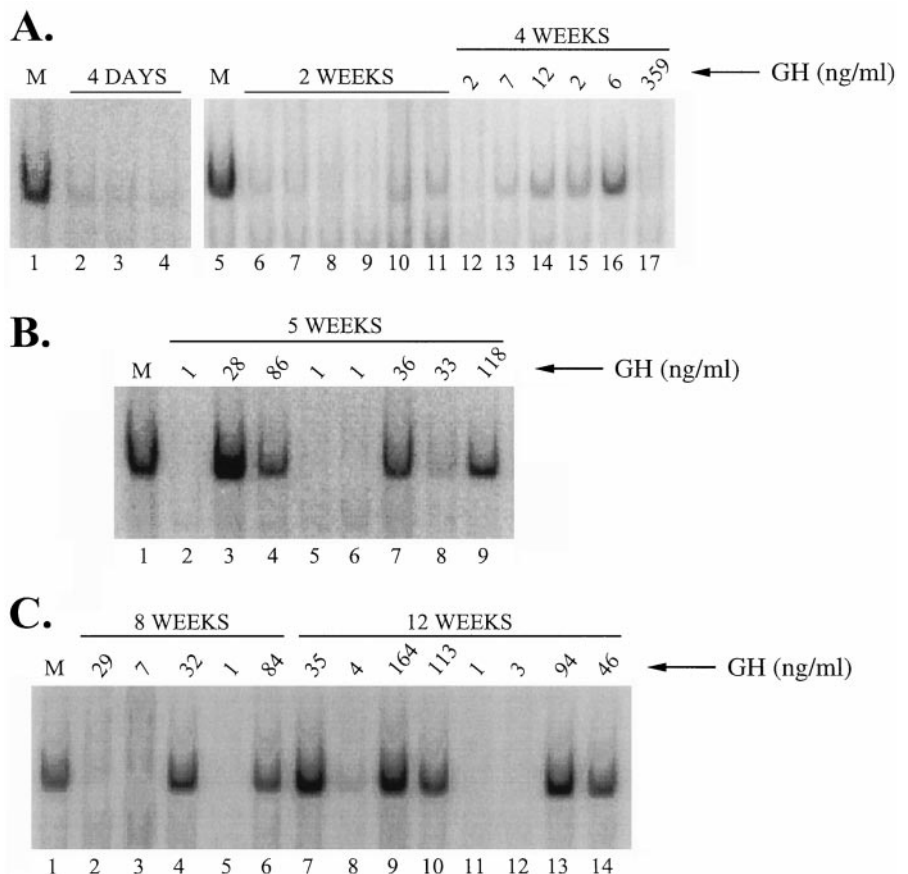 A.
4 WEEKS
M 4 DAYS M 2 WEEKS 2 7 12 2 6 359 ← GH (ng/ml)
1 2 3 4 5 6 7 8 9 10 11 12 13 14 15 16 17
B.
5 WEEKS
M 1 28 86 1 1 36 33 118 ← GH (ng/ml)
1 2 3 4 5 6 7 8 9
C.
8 WEEKS 12 WEEKS
M 29 7 32 1 84 35 4 164 113 1 3 94 46 ← GH (ng/ml)
1 2 3 4 5 6 7 8 9 10 11 12 13 14